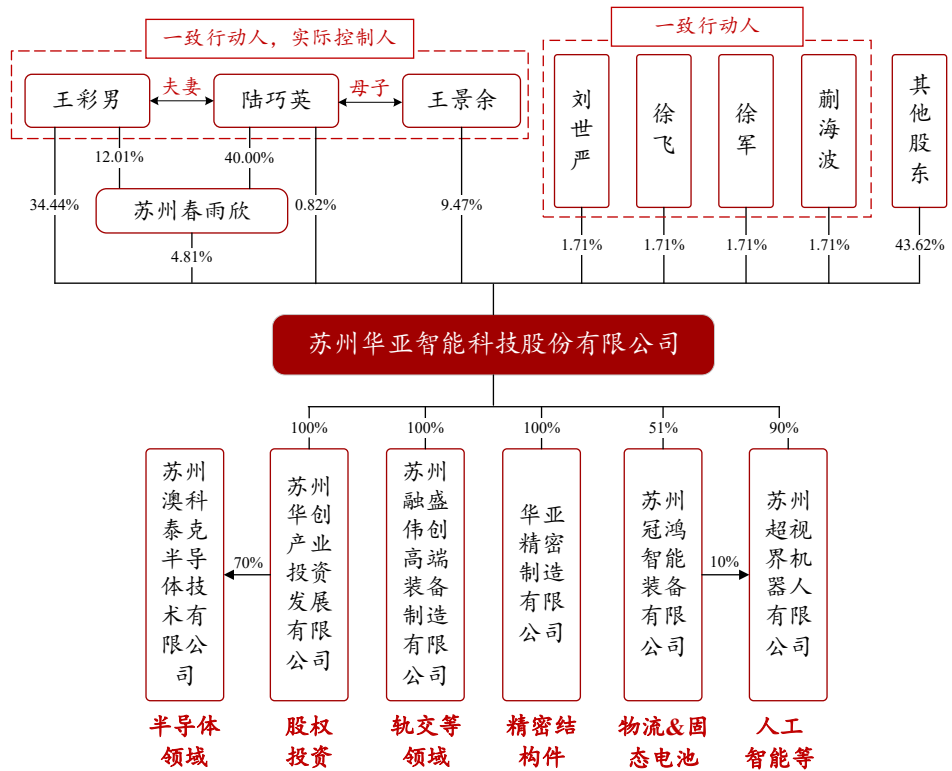 一致行动人，实际控制人
一致行动人
王彩男
夫妻
陆巧英
母子
王景余
刘世严
徐飞
徐军
蒯海波
其他股东
12.01%
40.00%
34.44%
苏州春雨欣
0.82%
9.47%
4.81%
1.71%
1.71%
1.71%
1.71%
43.62%
苏州华亚智能科技股份有限公司
100%
100%
100%
51%
90%
苏州
澳科
泰克
半导
体技
术有
限公
司
70%
苏州
华创
产业
投资
发展
有限
公司
苏州
融盛
伟创
高端
装备
制造
有限
公司
华亚
精密
制造
有限
公司
苏州
冠鸿
智能
装备
有限
公司
10%
苏州
超视
界机
器人
有限
公司
半导体
领域
股权
投资
轨交等
领域
精密结
构件
物流&固
态电池
人工
智能等